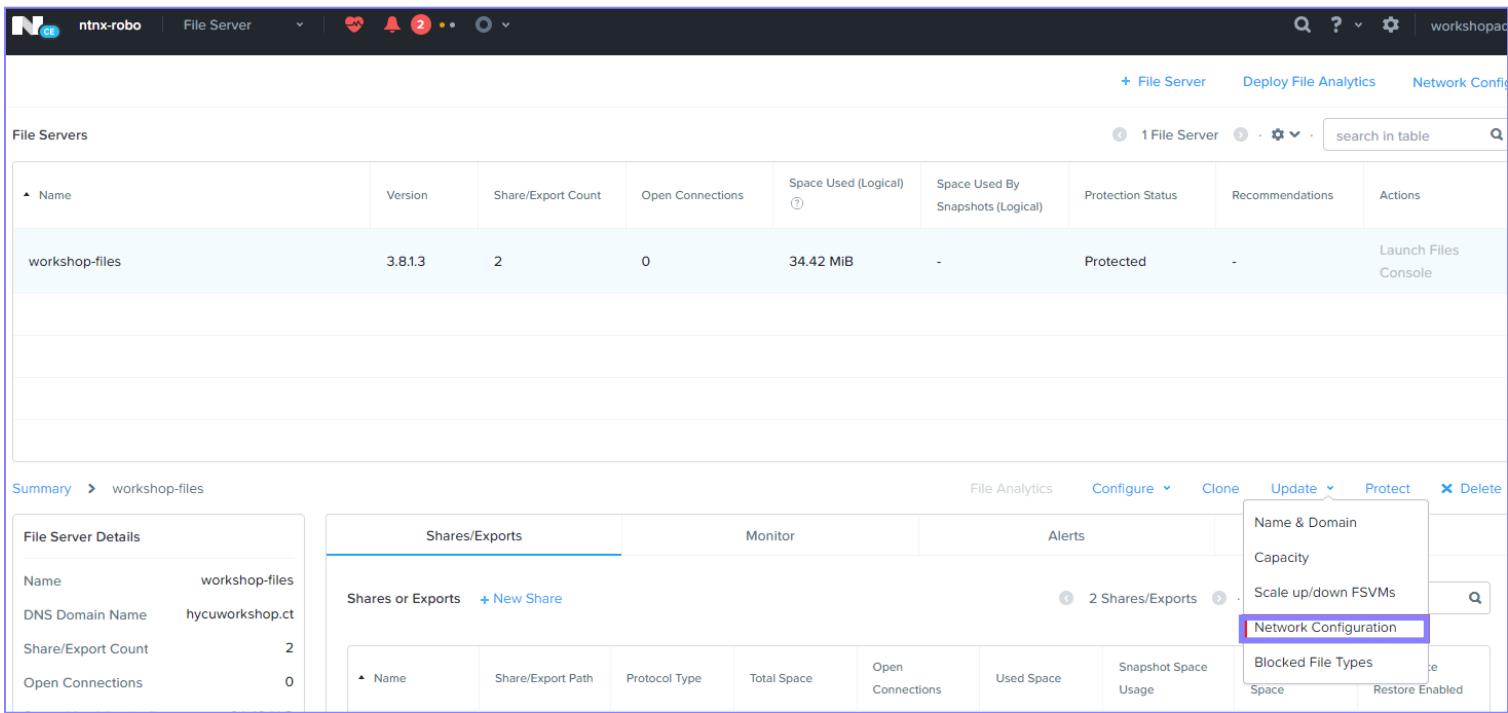 N CE ntnx-robo File Server 2 ? workshopad
+ File Server Deploy File Analytics Network Config
File Servers 1 File Server search in table
Name Version Share/Export Count Open Connections Space Used (Logical) ? Space Used By Snapshots (Logical) Protection Status Recommendations Actions
workshop-files 3.8.1.3 2 0 34.42 MiB - Protected - Launch Files Console
Summary > workshop-files File Analytics Configure Clone Update Protect × Delete
Name & Domain
Capacity
Scale up/down FSVMs
Network Configuration
Blocked File Types
File Server Details
Name workshop-files
DNS Domain Name hycuworkshop.ct
Share/Export Count 2
Open Connections 0
Shares/Exports Monitor Alerts
Shares or Exports + New Share 2 Shares/Exports
Name Share/Export Path Protocol Type Total Space Open Connections Used Space Snapshot Space Usage Space Restore Enabled